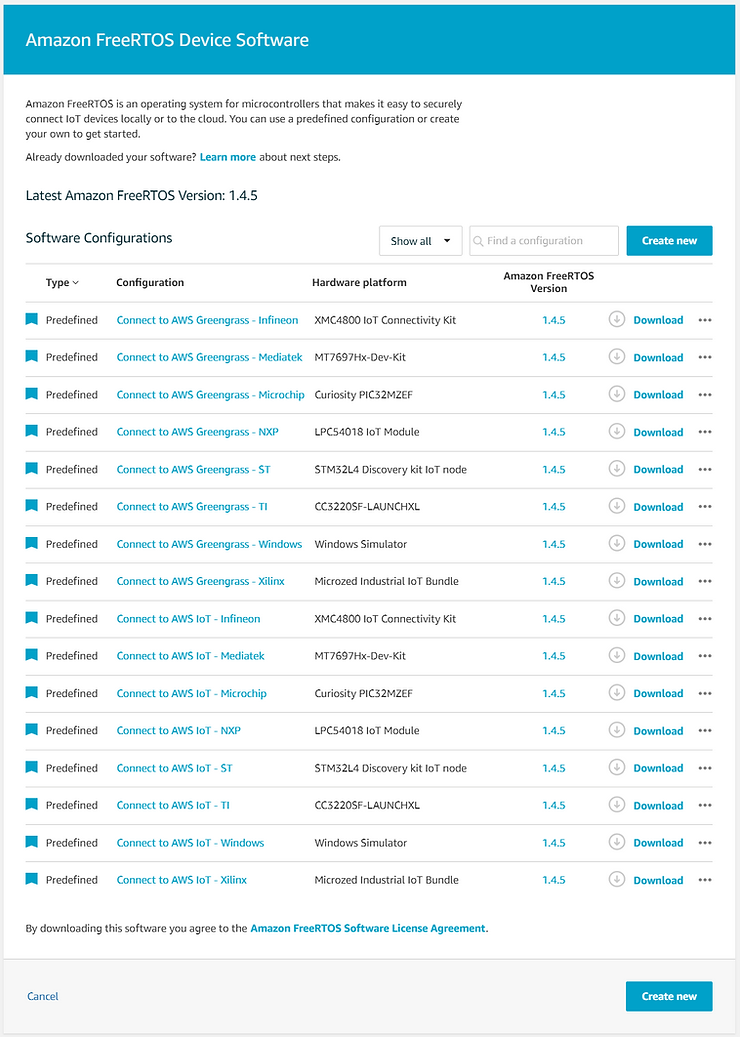 Amazon FreeRTOS Device Software
Amazon FreeRTOS is an operating system for microcontrollers that makes it easy to securely
connect IoT devices locally or to the cloud. You can use a predefined configuration or create
your own to get started.
Already downloaded your software? Learn more about next steps.
Latest Amazon FreeRTOS Version: 1.4.5
Software Configurations Show all Find a configuration Create new
Type Configuration Hardware platform Amazon FreeRTOS
Version
Predefined Connect to AWS Greengrass - Infineon XMC4800 IoT Connectivity Kit 1.4.5 Download
Predefined Connect to AWS Greengrass - Mediatek MT7697Hx-Dev-Kit 1.4.5 Download
Predefined Connect to AWS Greengrass - Microchip Curiosity PIC32MZEF 1.4.5 Download
Predefined Connect to AWS Greengrass - NXP LPC54018 IoT Module 1.4.5 Download
Predefined Connect to AWS Greengrass - ST STM32L4 Discovery kit IoT node 1.4.5 Download
Predefined Connect to AWS Greengrass - TI CC3220SF-LAUNCHXL 1.4.5 Download
Predefined Connect to AWS Greengrass - Windows Windows Simulator 1.4.5 Download
Predefined Connect to AWS Greengrass - Xilinx Microzed Industrial IoT Bundle 1.4.5 Download
Predefined Connect to AWS IoT - Infineon XMC4800 IoT Connectivity Kit 1.4.5 Download
Predefined Connect to AWS IoT - Mediatek MT7697Hx-Dev-Kit 1.4.5 Download
Predefined Connect to AWS IoT - Microchip Curiosity PIC32MZEF 1.4.5 Download
Predefined Connect to AWS IoT - NXP LPC54018 IoT Module 1.4.5 Download
Predefined Connect to AWS IoT - ST STM32L4 Discovery kit IoT node 1.4.5 Download
Predefined Connect to AWS IoT - TI CC3220SF-LAUNCHXL 1.4.5 Download
Predefined Connect to AWS IoT - Windows Windows Simulator 1.4.5 Download
Predefined Connect to AWS IoT - Xilinx Microzed Industrial IoT Bundle 1.4.5 Download
By downloading this software you agree to the Amazon FreeRTOS Software License Agreement.
Cancel Create new